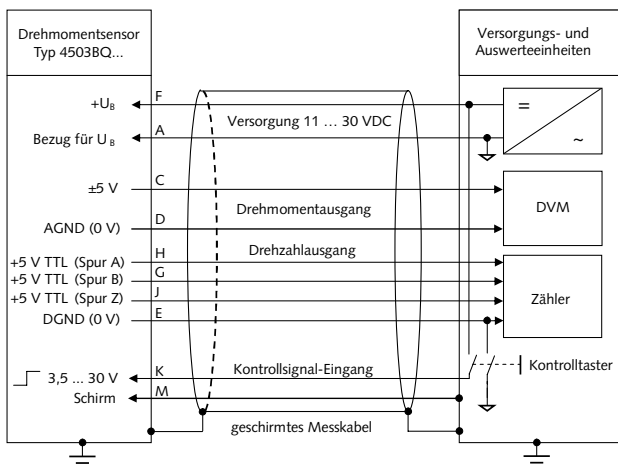 Drehmomentsensor
Typ 4503BQ...
Versorgungs- und
Auswerteeinheiten
+UB
F
Versorgung 11 ... 30 VDC
=
~
Bezug für UB
A
±5 V
C
Drehmomentausgang
DVM
AGND (0 V)
D
Drehzahlausgang
+5 V TTL (Spur A)
H
+5 V TTL (Spur B)
G
+5 V TTL (Spur Z)
J
Zähler
DGND (0 V)
E
3,5 ... 30 V
K
Kontrollsignal-Eingang
Kontrolltaster
Schirm
M
geschirmtes Messkabel